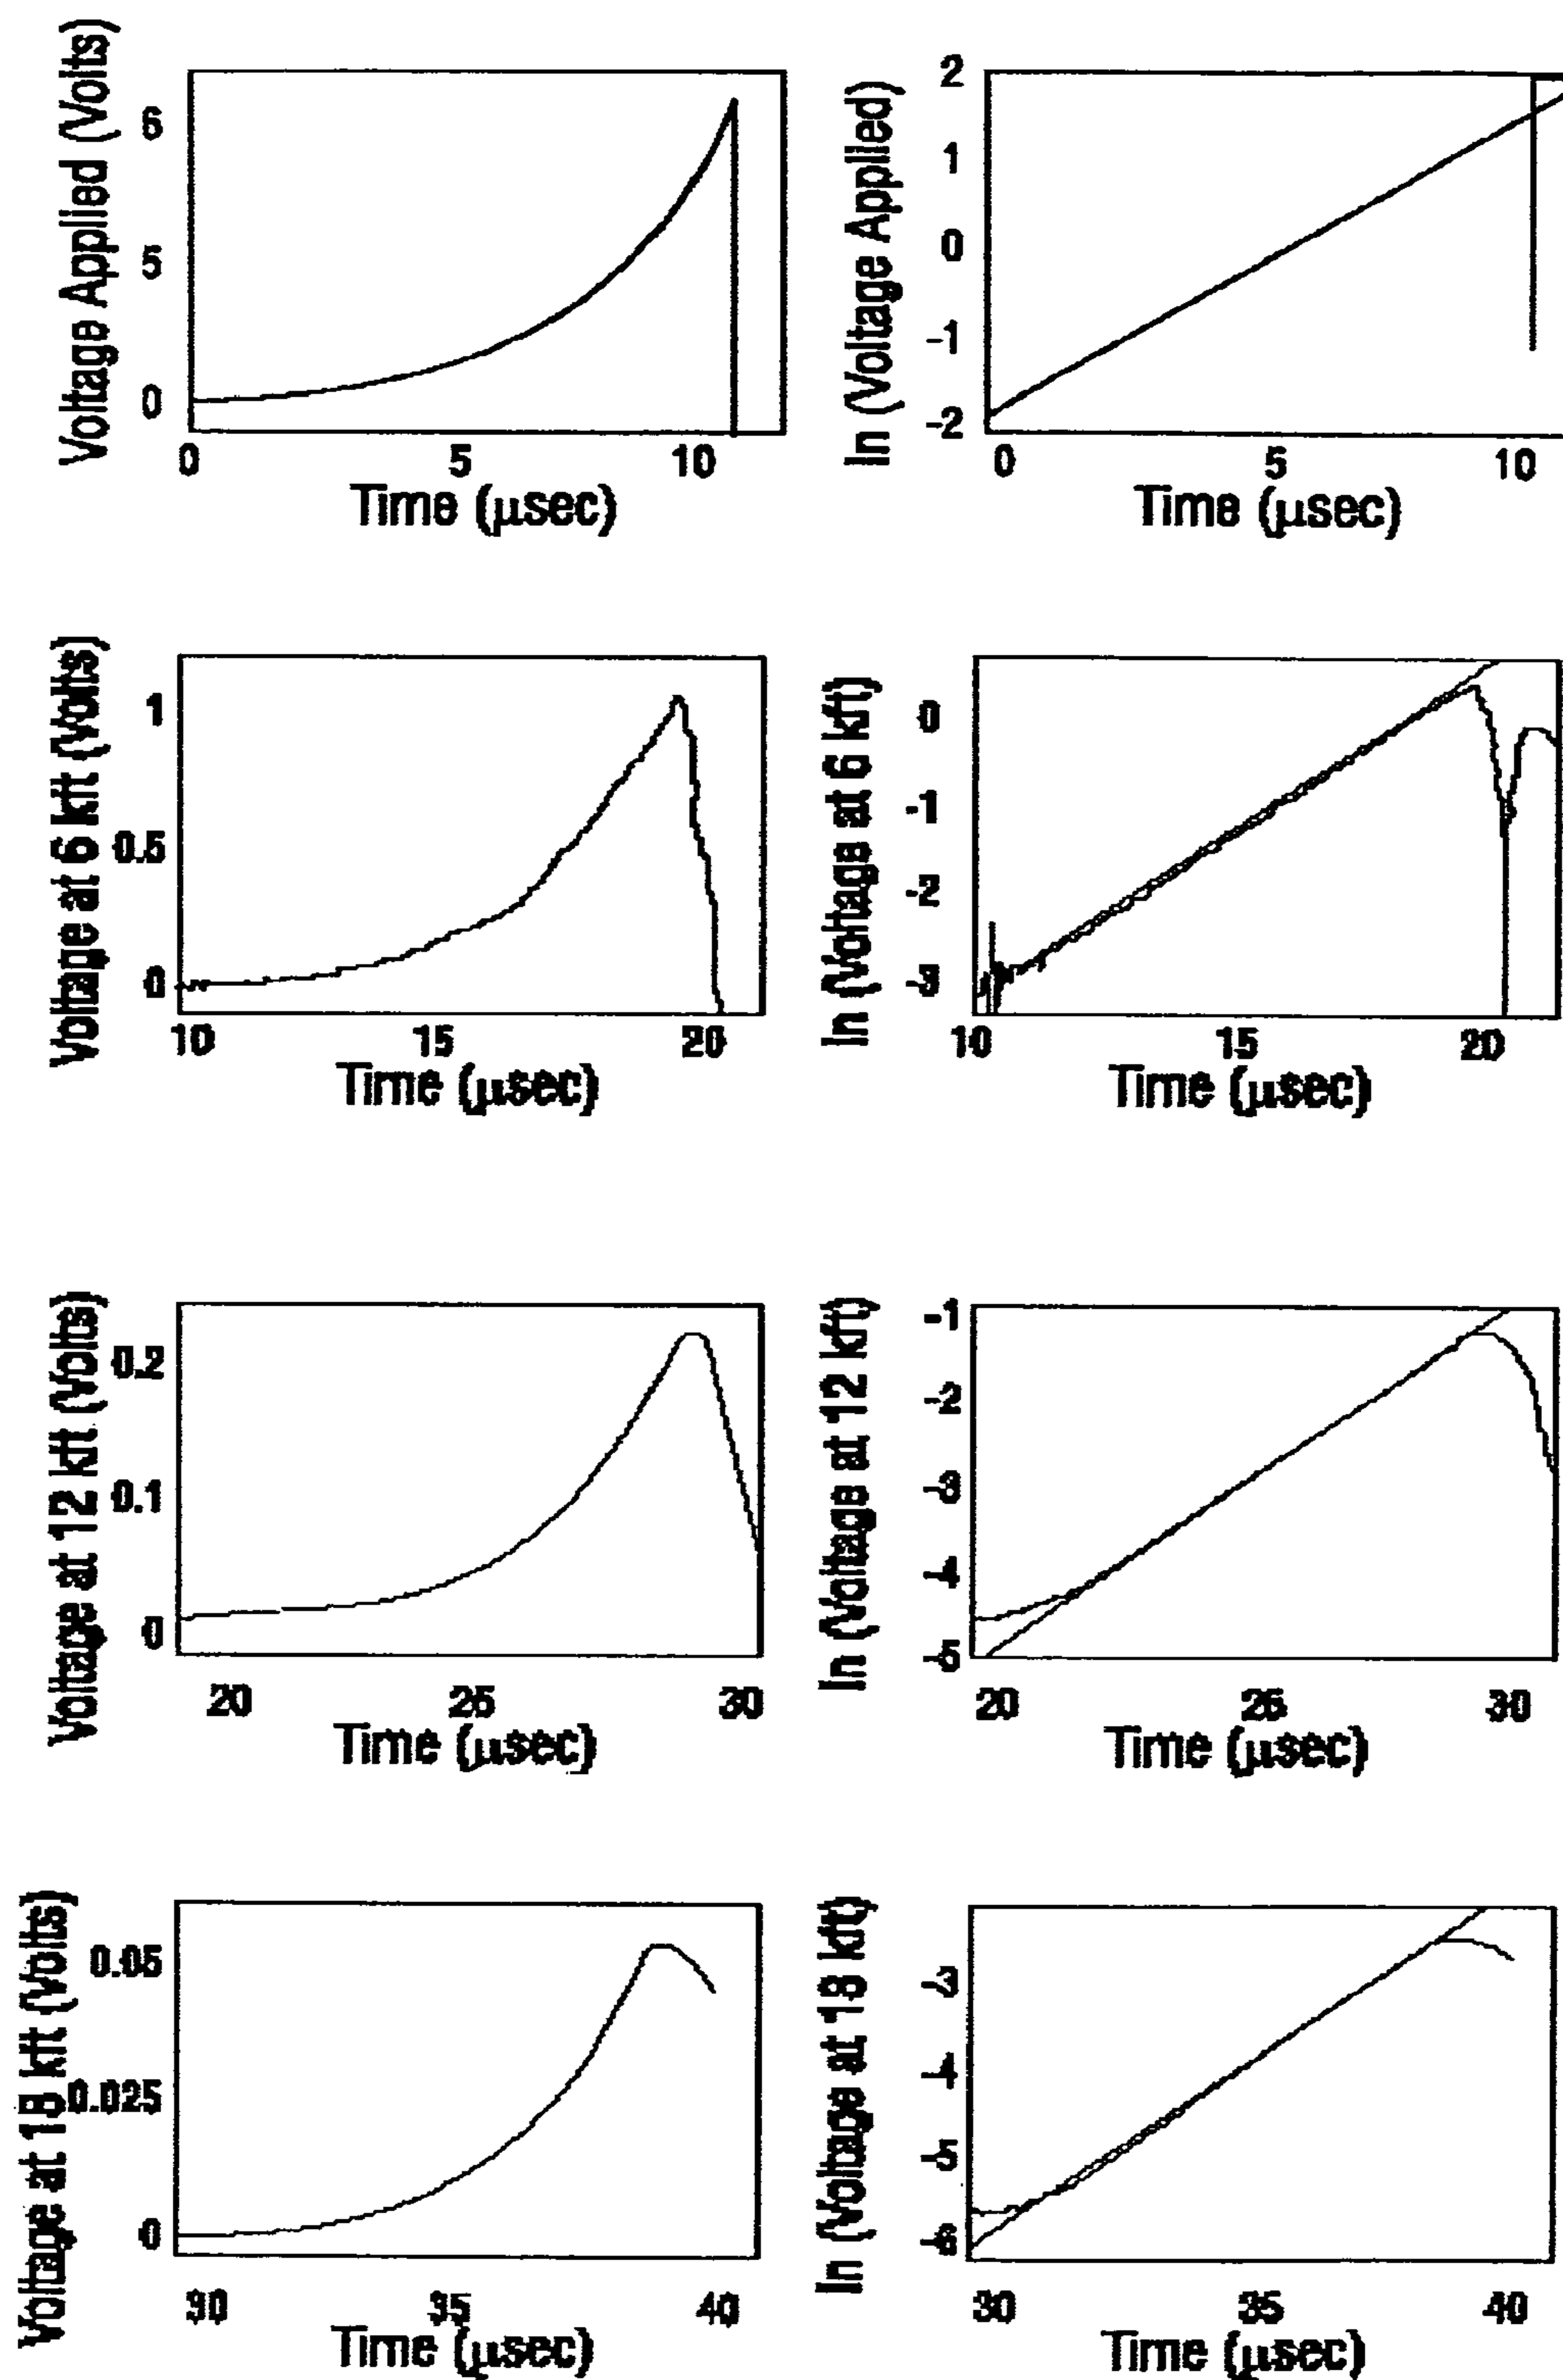 Voltage Applied (Volts)
6
5
0
0 5 10
Time (μsec)
ln (Voltage Applied)
2
1
0
-1
-2
0 5 10
Time (μsec)
Voltage at 6 kft (Volts)
1
0.5
0
10 15 20
Time (μsec)
ln (Voltage at 6 kft)
0
-1
-2
-3
10 15 20
Time (μsec)
Voltage at 12 kft (Volts)
0.2
0.1
0
20 25 30
Time (μsec)
ln (Voltage at 12 kft)
-1
-2
-3
-4
-5
20 25 30
Time (μsec)
Voltage at 18 kft (Volts)
0.05
0.025
0
30 35 40
Time (μsec)
ln (Voltage at 18 kft)
-3
-4
-5
-6
30 35 40
Time (μsec)